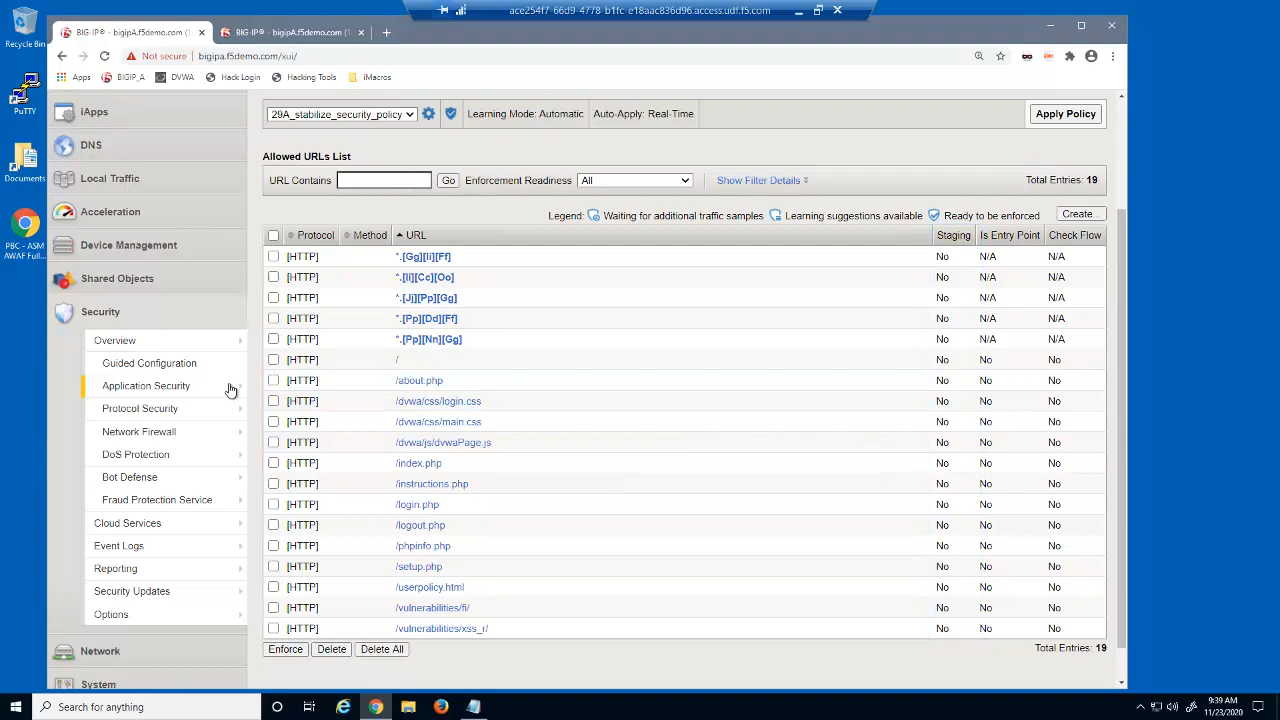 ace254f7-66d9-4778-b1fc-e18aac836d96.access.udf.f5.com
Recycle Bin
PuTTY
Documents
PBC - ASM
AWAF Full...
BIG-IP® - bigipA.f5demo.com (1
BIG-IP® - bigipA.f5demo.com (1
Not secure
bigipa.f5demo.com/xui/
Apps
BIGIP_A
DVWA
Hack Login
Hacking Tools
iMacros
iApps
DNS
Local Traffic
Acceleration
Device Management
Shared Objects
Security
Overview
Guided Configuration
Application Security
Protocol Security
Network Firewall
DoS Protection
Bot Defense
Fraud Protection Service
Cloud Services
Event Logs
Reporting
Security Updates
Options
Network
System
29A_stabilize_security_policy
Learning Mode: Automatic
Auto-Apply: Real-Time
Apply Policy
Allowed URLs List
URL Contains
Go
Enforcement Readiness
All
Show Filter Details
Total Entries: 19
Legend:
Waiting for additional traffic samples
Learning suggestions available
Ready to be enforced
Create...
Protocol Method URL Staging Is Entry Point Check Flow
[HTTP] *.[Gg][Ii][Ff] No N/A N/A
[HTTP] *.[Ii][Cc][Oo] No N/A N/A
[HTTP] *.[Jj][Pp][Gg] No N/A N/A
[HTTP] *.[Pp][Dd][Ff] No N/A N/A
[HTTP] *.[Pp][Nn][Gg] No N/A N/A
[HTTP] / No No No
[HTTP] /about.php No No No
[HTTP] /dvwa/css/login.css No No No
[HTTP] /dvwa/css/main.css No No No
[HTTP] /dvwa/js/dvwaPage.js No No No
[HTTP] /index.php No No No
[HTTP] /instructions.php No No No
[HTTP] /login.php No No No
[HTTP] /logout.php No No No
[HTTP] /phpinfo.php No No No
[HTTP] /setup.php No No No
[HTTP] /userpolicy.html No No No
[HTTP] /vulnerabilities/fi/ No No No
[HTTP] /vulnerabilities/xss_r/ No No No
Enforce
Delete
Delete All
Total Entries: 19
Search for anything
9:39 AM
11/23/2020